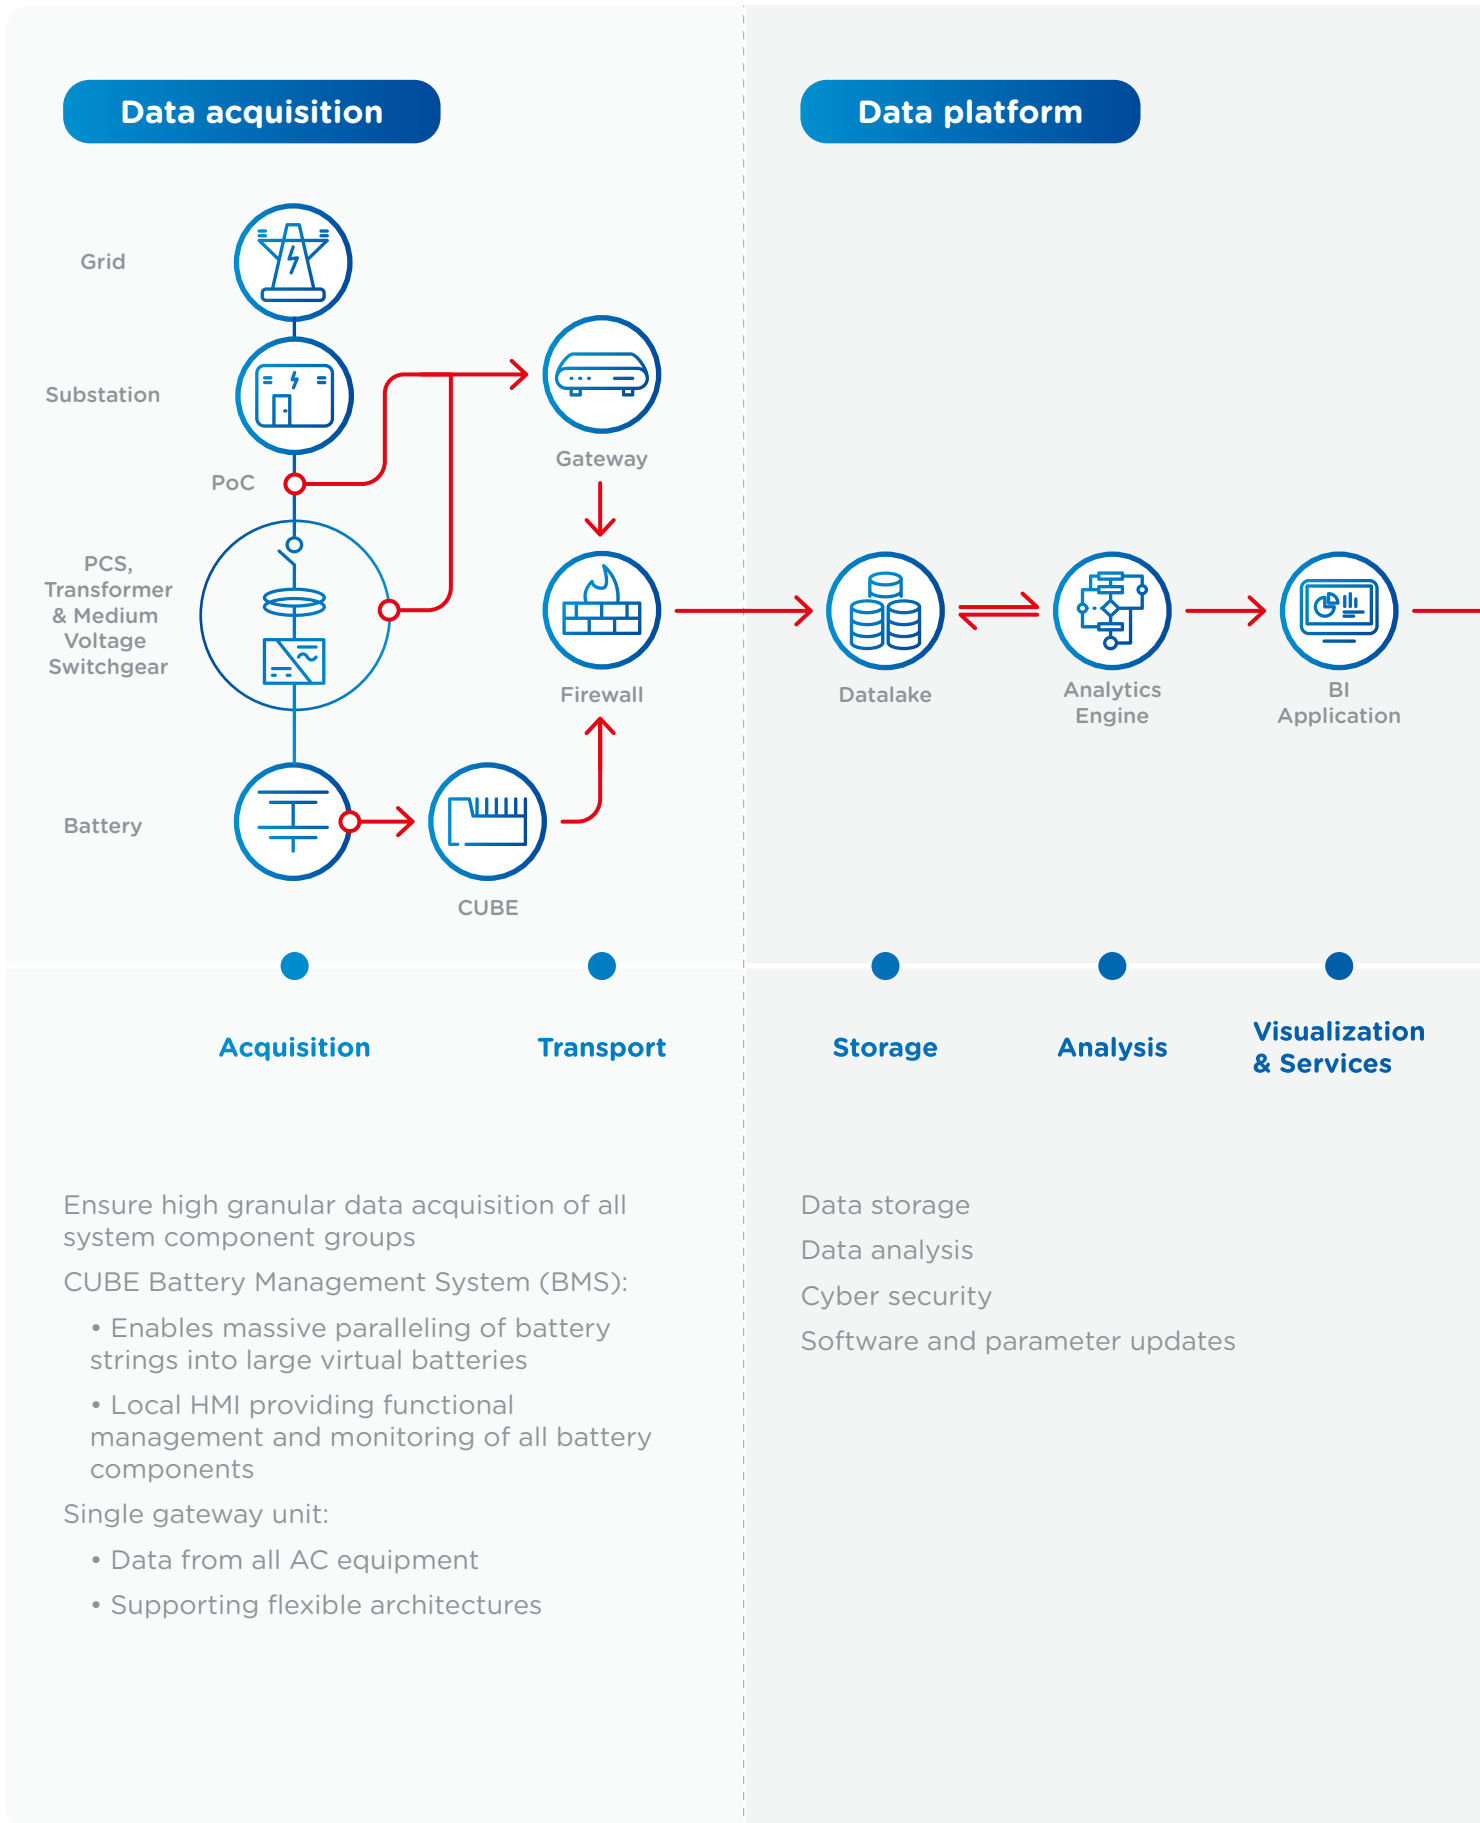 Data acquisition
Data platform
Grid
Substation
PoC
Gateway
PCS,
Transformer
& Medium
Voltage
Switchgear
Firewall
Datalake
Analytics
Engine
BI
Application
Battery
CUBE
Acquisition
Transport
Storage
Analysis
Visualization
& Services
Ensure high granular data acquisition of all
system component groups
CUBE Battery Management System (BMS):
• Enables massive paralleling of battery
strings into large virtual batteries
• Local HMI providing functional
management and monitoring of all battery
components
Single gateway unit:
• Data from all AC equipment
• Supporting flexible architectures
Data storage
Data analysis
Cyber security
Software and parameter updates